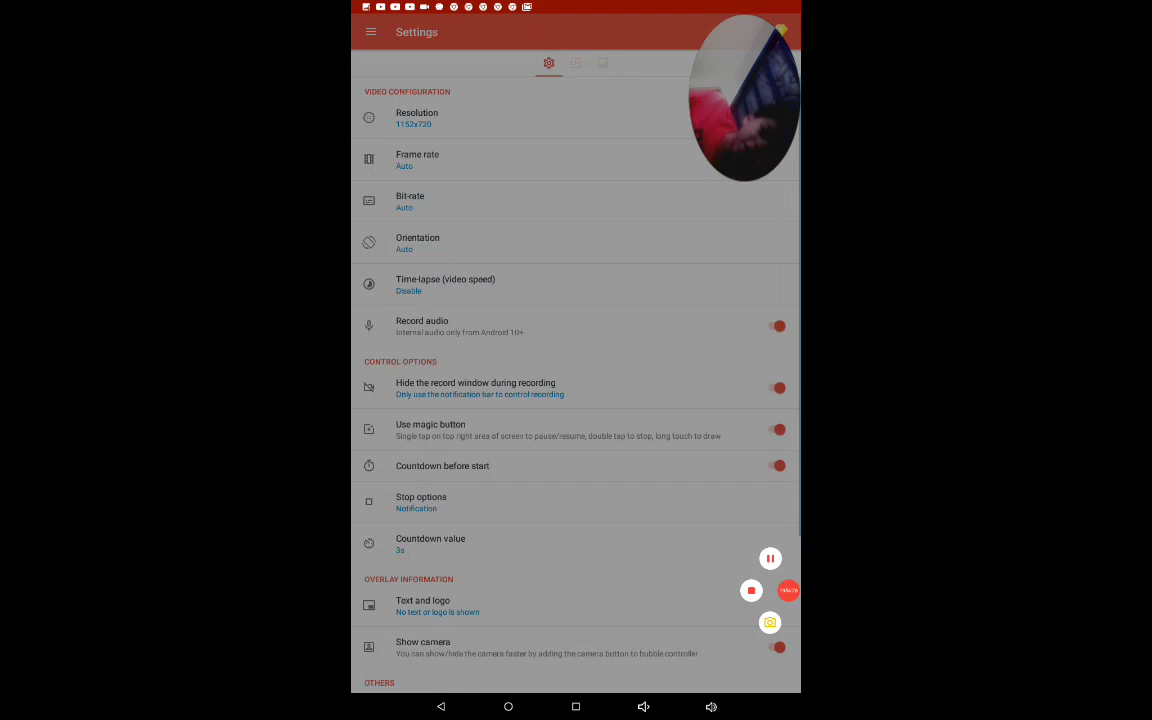 Settings
VIDEO CONFIGURATION
Resolution
1152x720
Frame rate
Auto
Bit-rate
Auto
Orientation
Auto
Time-lapse (video speed)
Disable
Record audio
Internal audio only from Android 10+
CONTROL OPTIONS
Hide the record window during recording
Only use the notification bar to control recording
Use magic button
Single tap on top right area of screen to pause/resume, double tap to stop, long touch to draw
Countdown before start
Stop options
Notification
Countdown value
3s
OVERLAY INFORMATION
Text and logo
No text or logo is shown
Show camera
You can show/hide the camera faster by adding the camera button to bubble controller
OTHERS